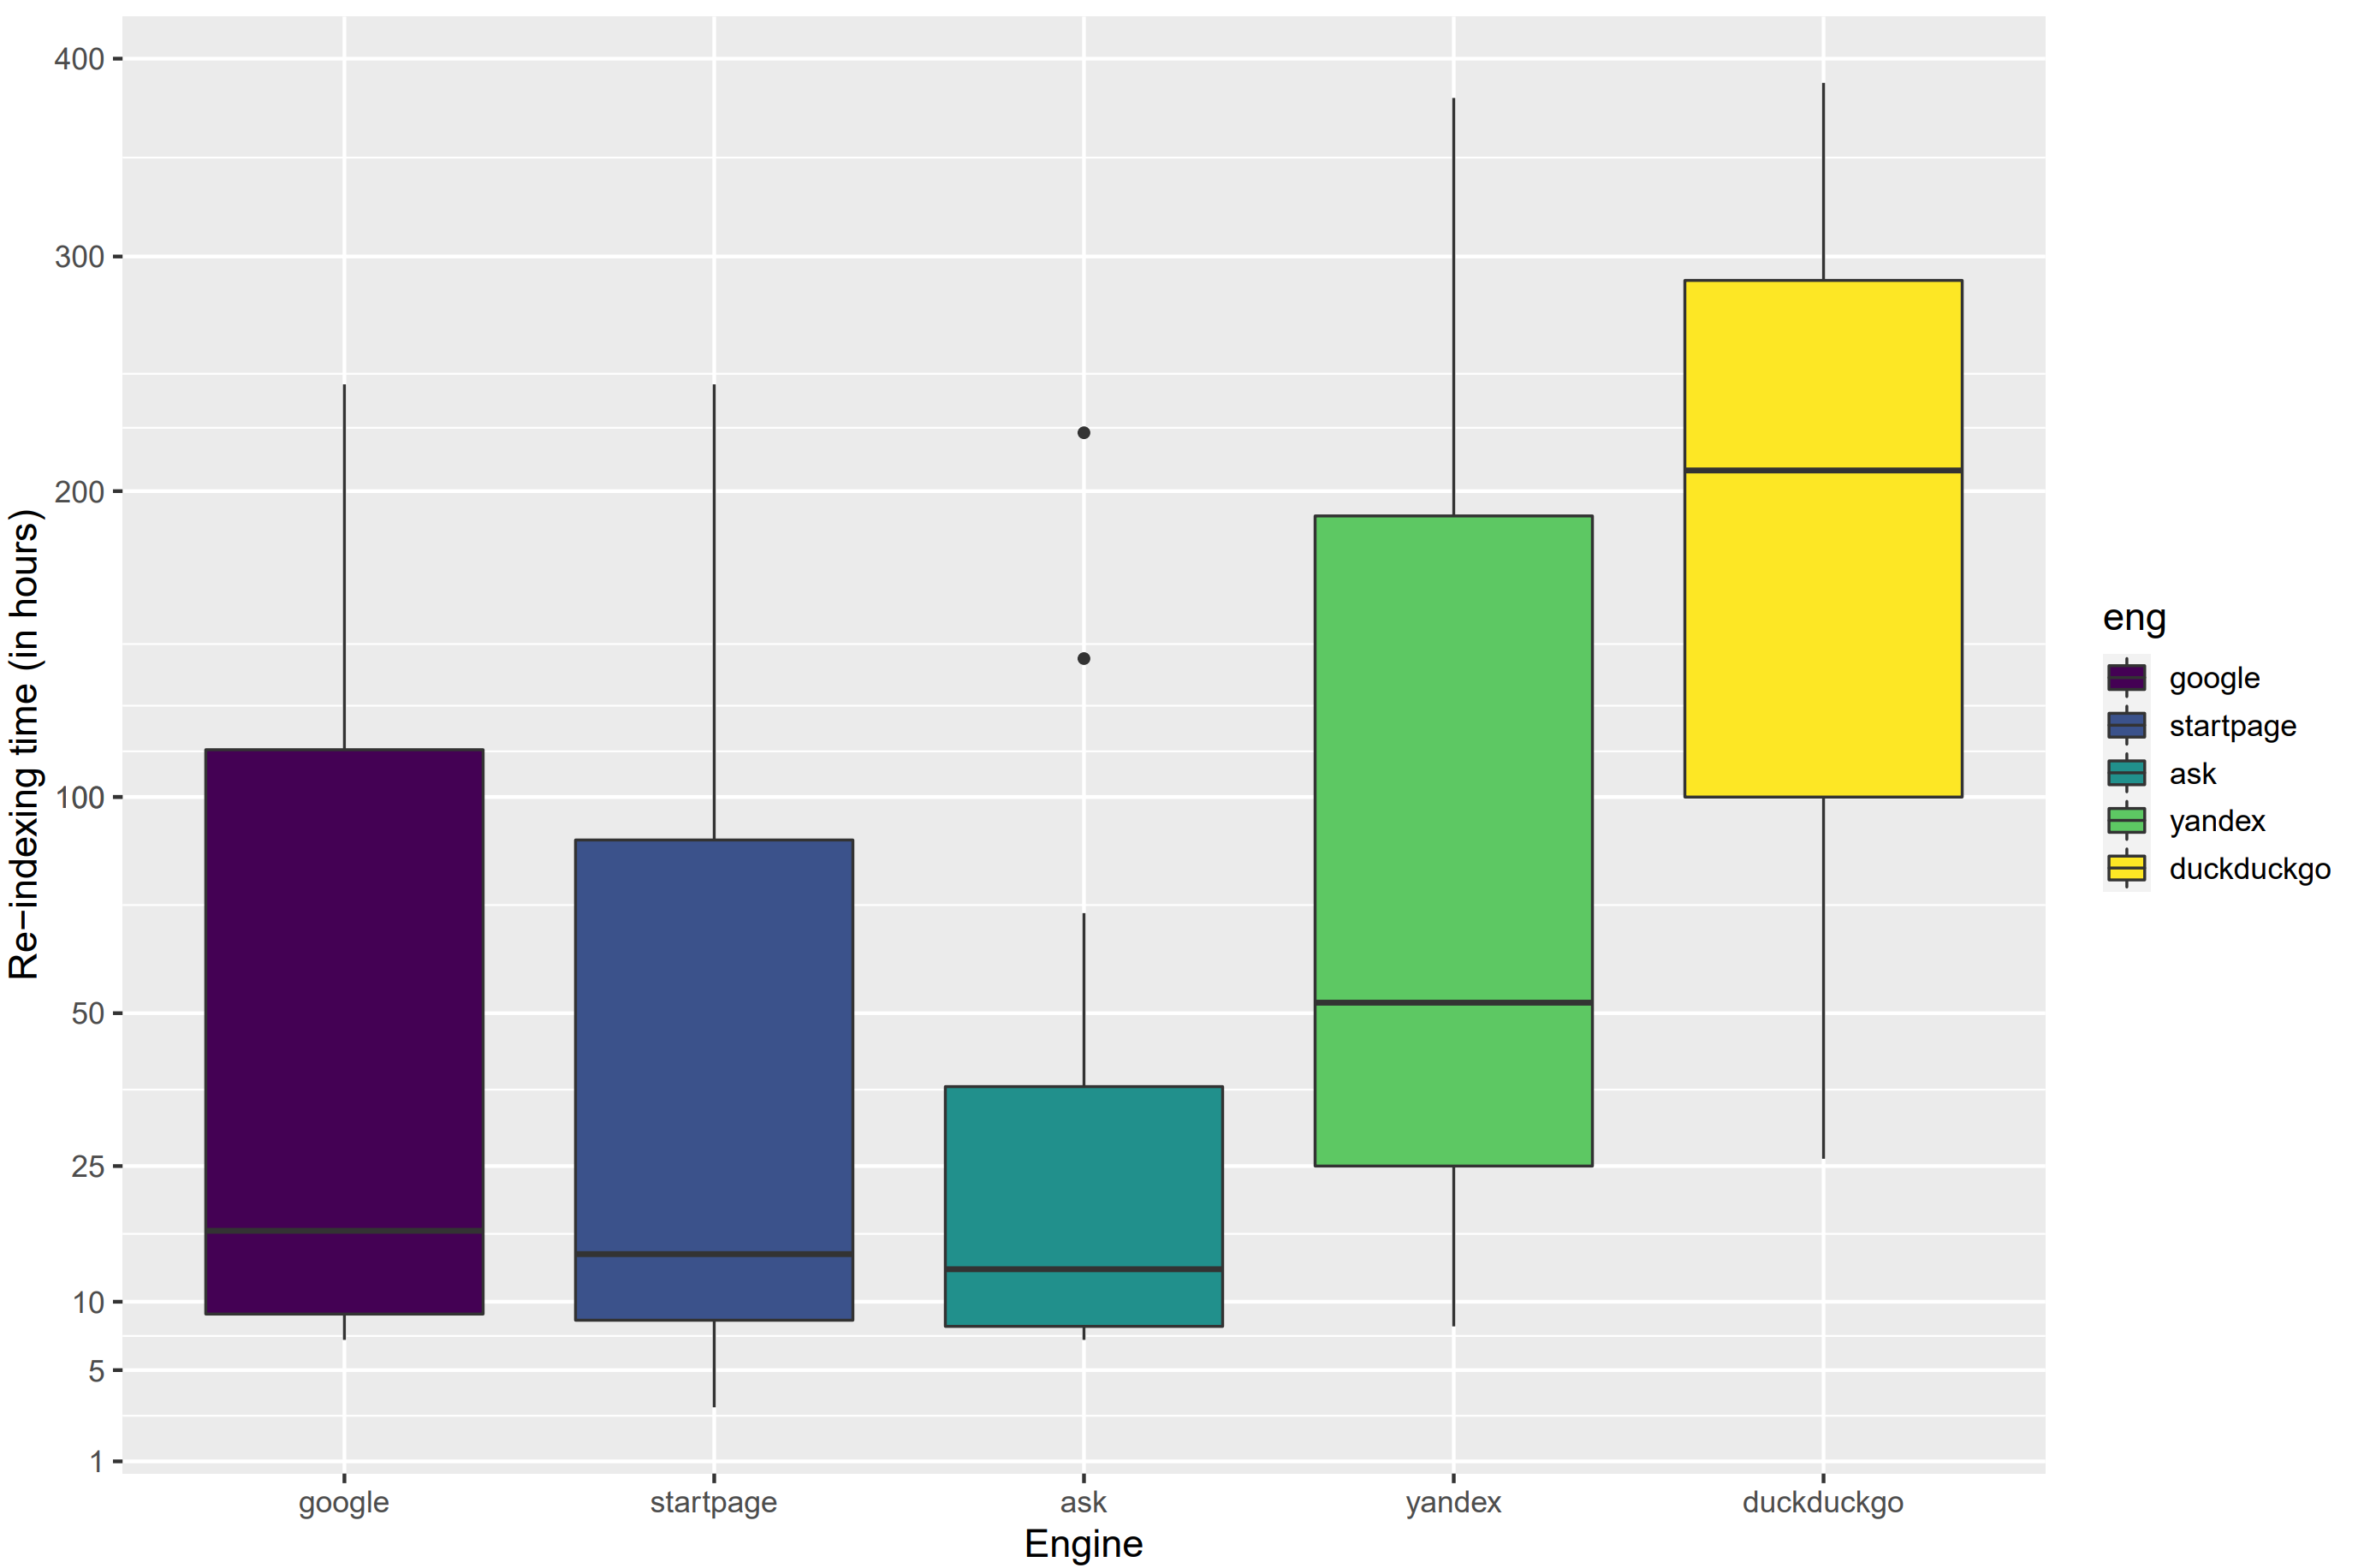 400
300
200
100
50
25
10
5
1
Re−indexing time (in hours)
google
startpage
ask
yandex
duckduckgo
Engine
eng
google
startpage
ask
yandex
duckduckgo